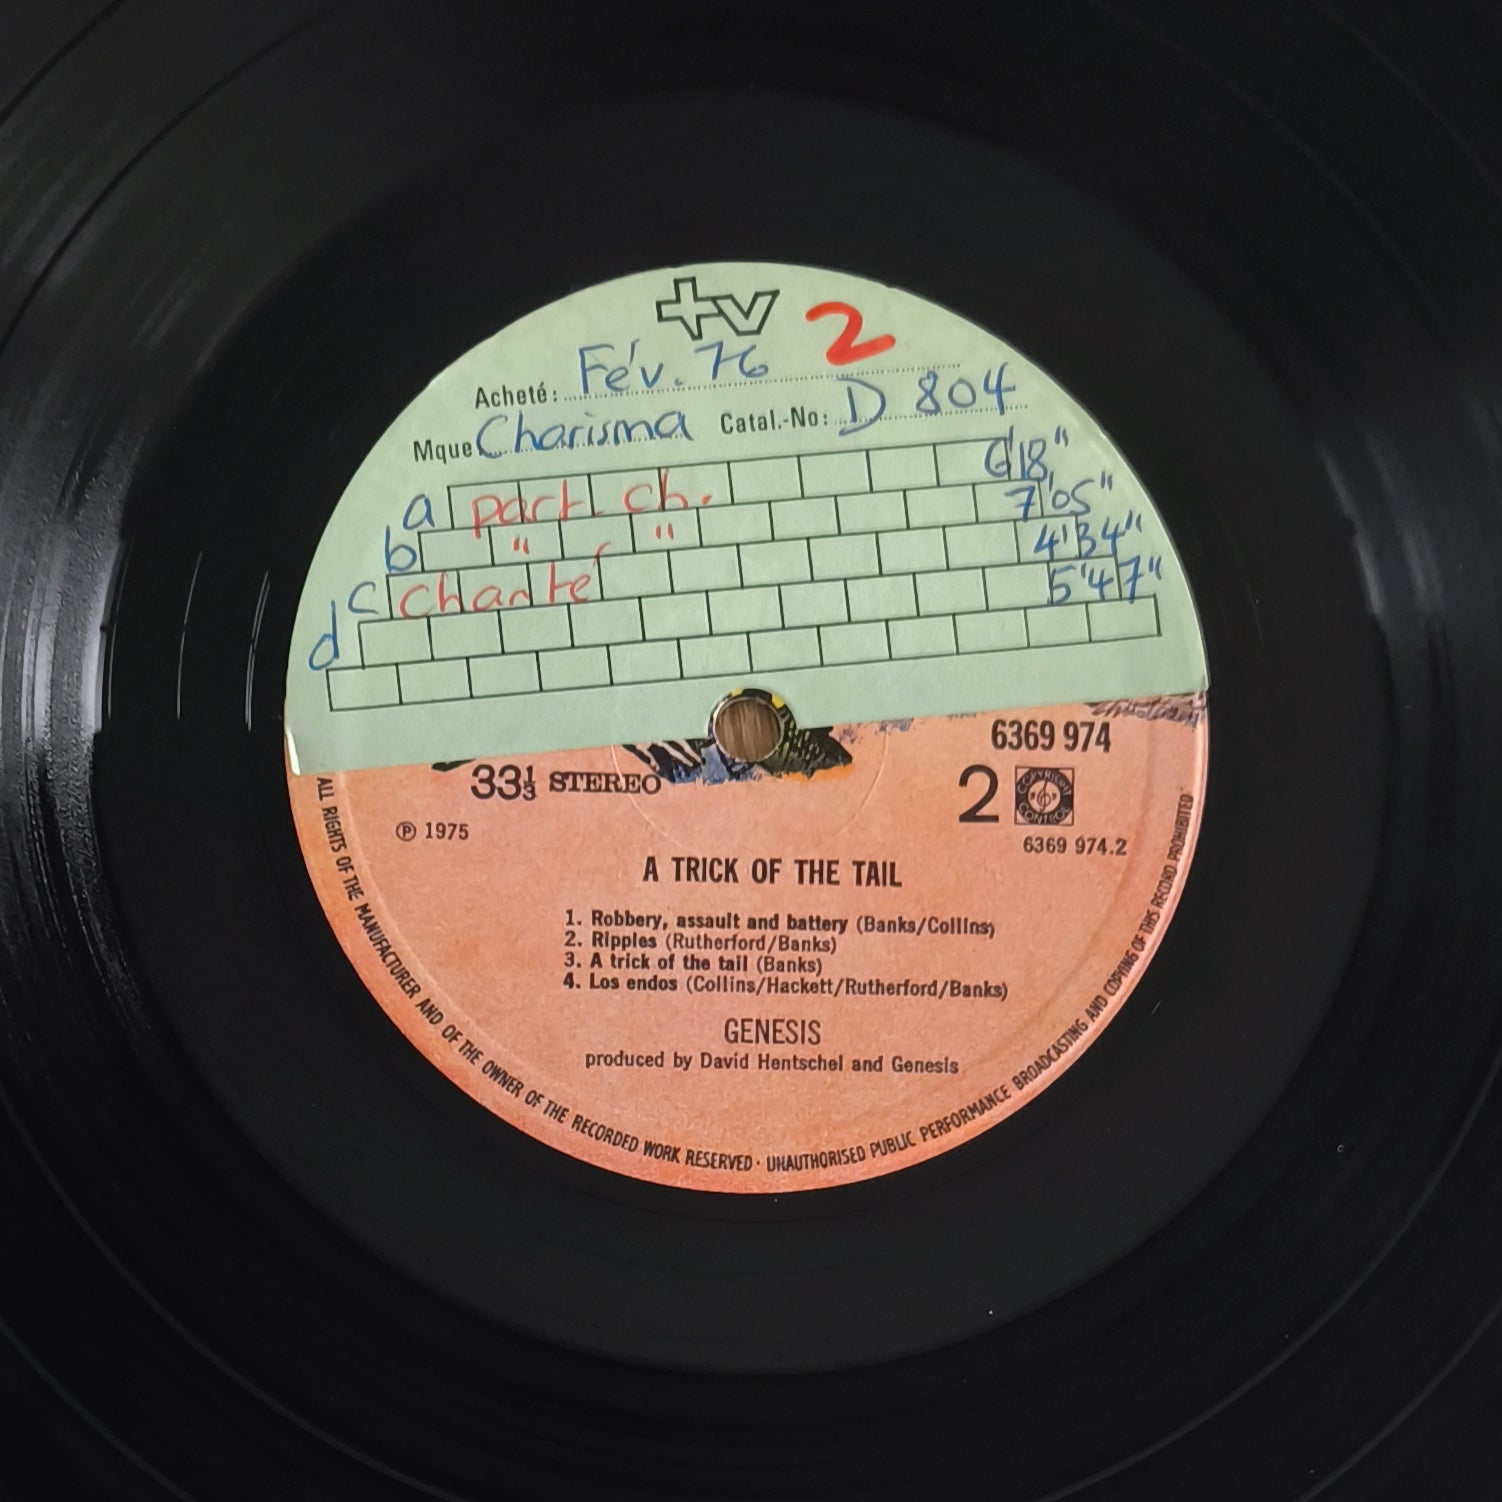 tv 2
Acheté: Fév. 76
Mque Charisma Catal.-No: D 804
a part. ch. 6'18"
b " " 7'05"
c chanté 4'34"
d 5'47"
6369 974
33⅓ STEREO
2 COPYRIGHT CONTROL
℗ 1975
6369 974.2
A TRICK OF THE TAIL
1. Robbery, assault and battery (Banks/Collins)
2. Ripples (Rutherford/Banks)
3. A trick of the tail (Banks)
4. Los endos (Collins/Hackett/Rutherford/Banks)
GENESIS
produced by David Hentschel and Genesis
ALL RIGHTS OF THE MANUFACTURER AND OF THE OWNER OF THE RECORDED WORK RESERVED · UNAUTHORISED PUBLIC PERFORMANCE BROADCASTING AND COPYING OF THIS RECORD PROHIBITED